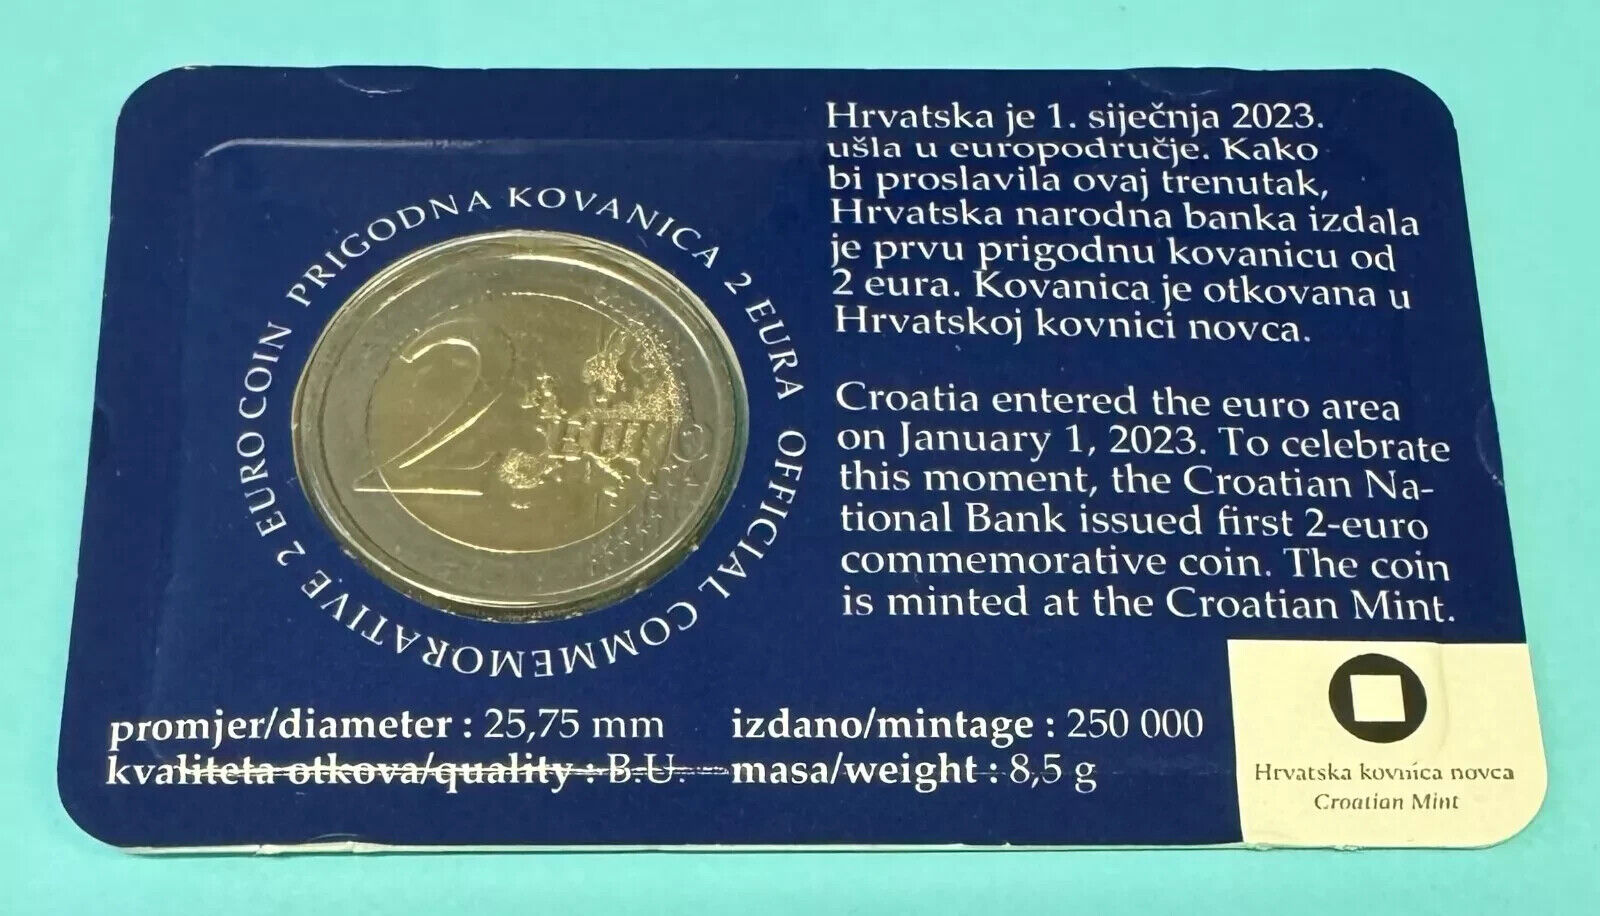 PRIGODNA KOVANICA 2 EURA OFFICIAL COMMEMORATIVE 2 EURO COIN
2 EURO
Hrvatska je 1. siječnja 2023.
ušla u europodručje. Kako
bi proslavila ovaj trenutak,
Hrvatska narodna banka izdala
je prvu prigodnu kovanicu od
2 eura. Kovanica je otkovana u
Hrvatskoj kovnici novca.
Croatia entered the euro area
on January 1, 2023. To celebrate
this moment, the Croatian Na-
tional Bank issued first 2-euro
commemorative coin. The coin
is minted at the Croatian Mint.
promjer/diameter : 25,75 mm
kvaliteta otkova/quality : B.U.
izdano/mintage : 250 000
masa/weight : 8,5 g
Hrvatska kovnica novca
Croatian Mint